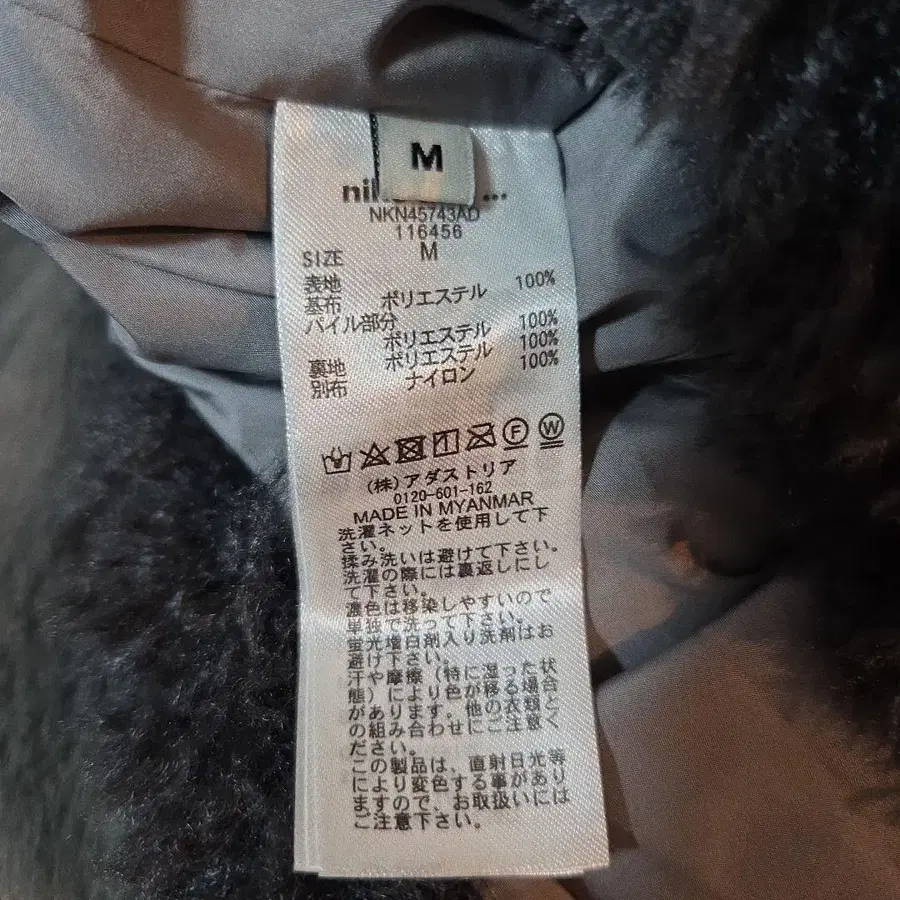 M
NKN45743AD
116456
SIZE M
表地
基布 ポリエステル 100%
パイル部分
ポリエステル 100%
裏地 ポリエステル 100%
別布 ナイロン 100%
F W
(株)アダストリア
0120-601-162
MADE IN MYANMAR
洗濯ネットを使用して下
さい。
揉み洗いは避けて下さい。
洗濯の際には裏返しにし
て下さい。
濃色は移染しやすいので
単独で洗って下さい。
蛍光増白剤入り洗剤はお
避け下さい。
汗や摩擦（特に湿った状
態）により色が移る場合
があります。他の衣類と
の組み合わせにご注意く
ださい。
この製品は、直射日光等
により変色する事があり
ますので、お取扱いには
ご注意下さい。